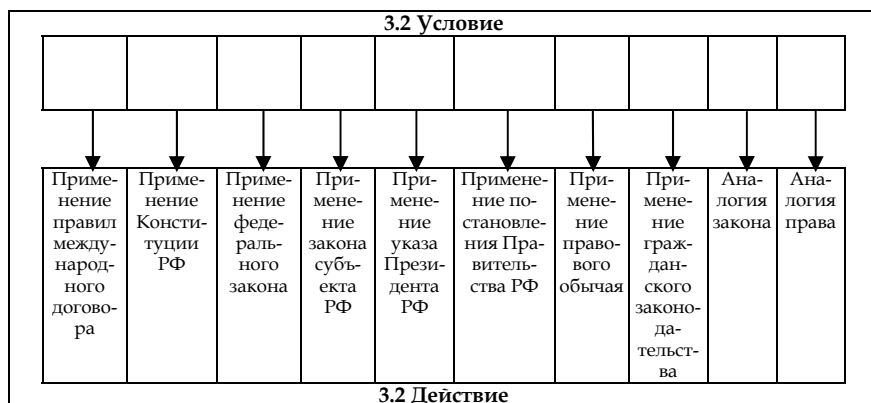 3.2 Условие
Приме-
нение
правил
между-
народ-
ного
догово-
ра
Приме-
нение
Консти-
туции
РФ
Приме-
нение
феде-
раль-
ного
закона
При-
мене-
ние
закона
субъ-
екта
РФ
При-
мене-
ние
указа
Прези-
дента
РФ
Примене-
ние по-
становле-
ния Пра-
витель-
ства РФ
При-
мене-
ние
право-
вого
обычая
При-
мене-
ние
граж-
дан-
ского
законо-
да-
тельст-
ва
Ана-
логия
закона
Ана-
логия
права
3.2 Действие